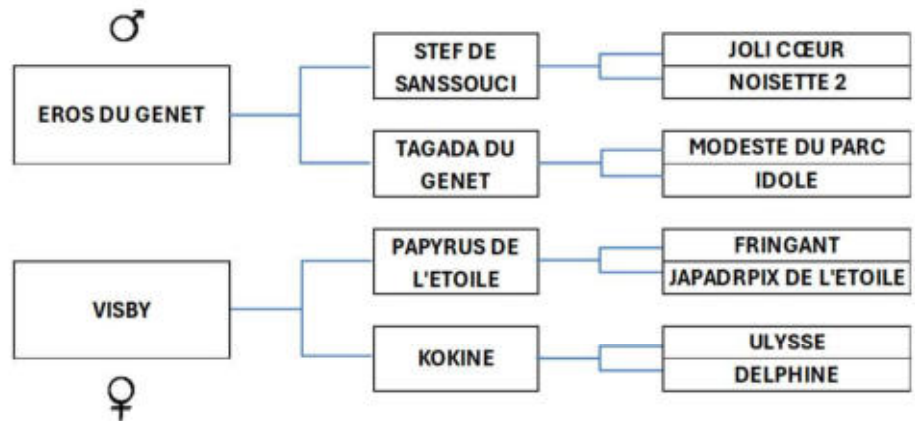 ♂
EROS DU GENET
STEF DE
SANSSOUCI
JOLI CŒUR
NOISETTE 2
TAGADA DU
GENET
MODESTE DU PARC
IDOLE
VISBY
PAPYRUS DE
L'ETOILE
FRINGANT
JAPADRPIX DE L'ETOILE
KOKINE
ULYSSE
DELPHINE
♀